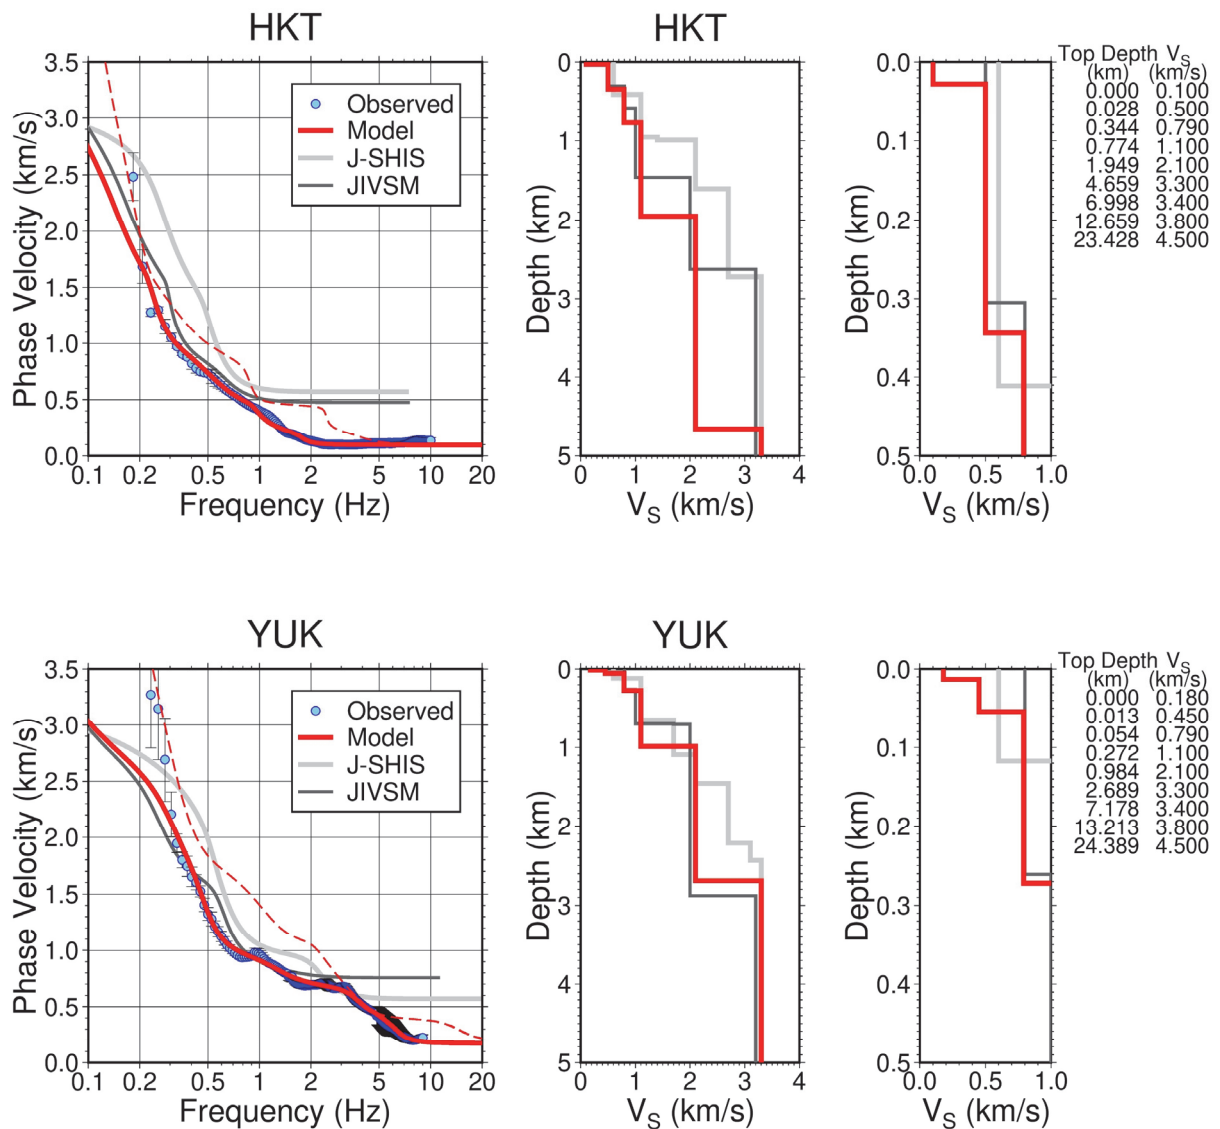 HKT
HKT
3.5
3.0
2.5
2.0
1.5
1.0
0.5
0.0
Phase Velocity (km/s)
0.1 0.2 0.5 1 2 5 10 20
Frequency (Hz)
Observed
Model
J-SHIS
JIVSM
0
1
2
3
4
5
Depth (km)
0 1 2 3 4
VS (km/s)
0.0
0.1
0.2
0.3
0.4
0.5
Depth (km)
0.0 0.5 1.0
VS (km/s)
Top Depth VS
(km) (km/s)
0.000 0.100
0.028 0.500
0.344 0.790
0.774 1.100
1.949 2.100
4.659 3.300
6.998 3.400
12.659 3.800
23.428 4.500
YUK
YUK
3.5
3.0
2.5
2.0
1.5
1.0
0.5
0.0
Phase Velocity (km/s)
0.1 0.2 0.5 1 2 5 10 20
Frequency (Hz)
Observed
Model
J-SHIS
JIVSM
0
1
2
3
4
5
Depth (km)
0 1 2 3 4
VS (km/s)
0.0
0.1
0.2
0.3
0.4
0.5
Depth (km)
0.0 0.5 1.0
VS (km/s)
Top Depth VS
(km) (km/s)
0.000 0.180
0.013 0.450
0.054 0.790
0.272 1.100
0.984 2.100
2.689 3.300
7.178 3.400
13.213 3.800
24.389 4.500